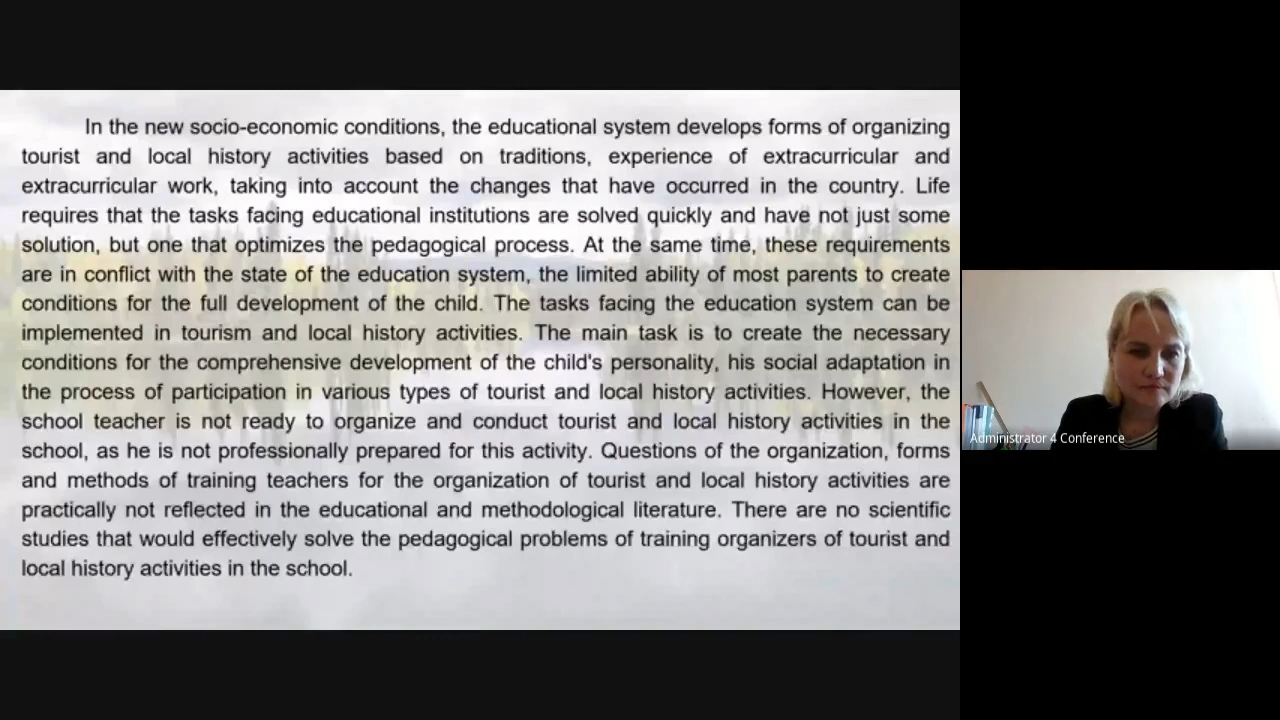 In the new socio-economic conditions, the educational system develops forms of organizing
tourist and local history activities based on traditions, experience of extracurricular and
extracurricular work, taking into account the changes that have occurred in the country. Life
requires that the tasks facing educational institutions are solved quickly and have not just some
solution, but one that optimizes the pedagogical process. At the same time, these requirements
are in conflict with the state of the education system, the limited ability of most parents to create
conditions for the full development of the child. The tasks facing the education system can be
implemented in tourism and local history activities. The main task is to create the necessary
conditions for the comprehensive development of the child's personality, his social adaptation in
the process of participation in various types of tourist and local history activities. However, the
school teacher is not ready to organize and conduct tourist and local history activities in the
school, as he is not professionally prepared for this activity. Questions of the organization, forms
and methods of training teachers for the organization of tourist and local history activities are
practically not reflected in the educational and methodological literature. There are no scientific
studies that would effectively solve the pedagogical problems of training organizers of tourist and
local history activities in the school.
Administrator 4 Conference